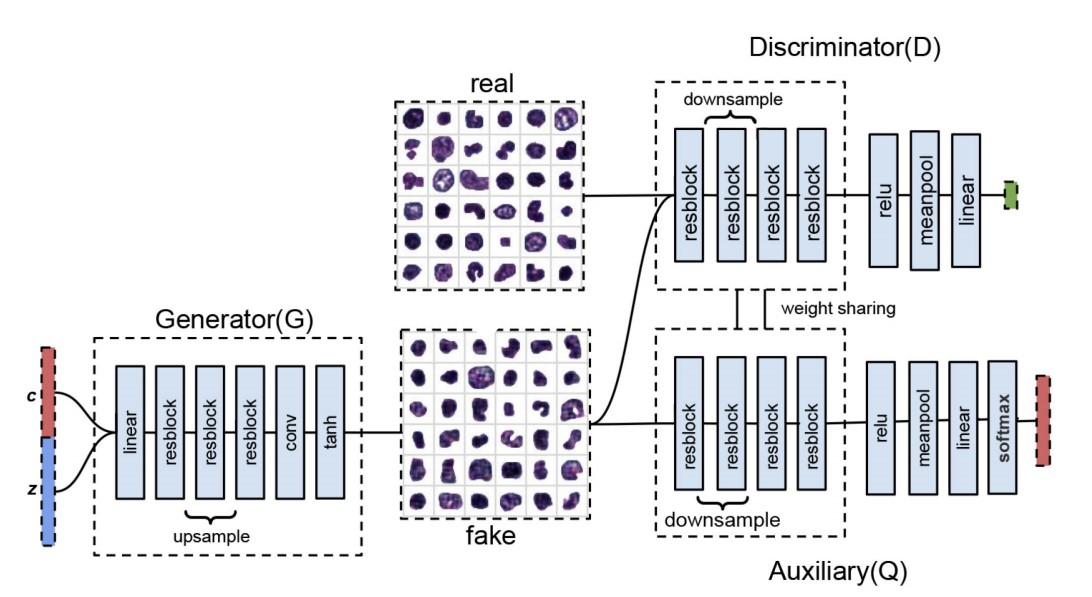 Discriminator(D)
real
downsample
resblock
resblock
resblock
resblock
relu
meanpool
linear
weight sharing
Generator(G)
c
z
linear
resblock
resblock
resblock
conv
tanh
upsample
fake
resblock
resblock
resblock
resblock
downsample
relu
meanpool
linear
softmax
Auxiliary(Q)